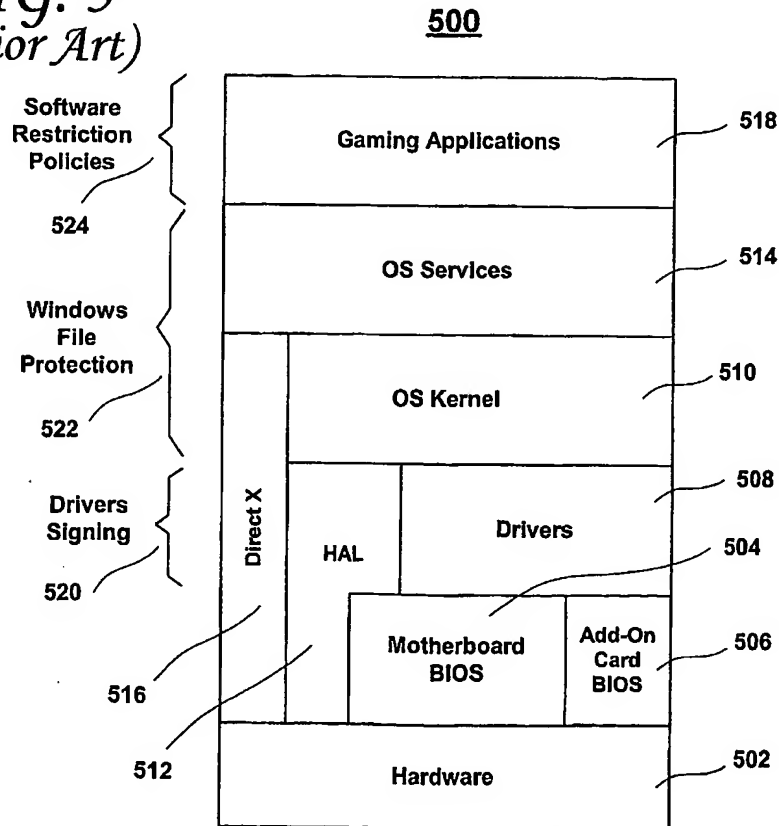 500
ior Art)
Software
Restriction
Policies
524
Gaming Applications
518
OS Services
514
Windows
File
Protection
522
OS Kernel
510
Drivers
Signing
520
Direct X
HAL
Drivers
508
504
Motherboard
BIOS
Add-On
Card
BIOS
506
516
512
Hardware
502